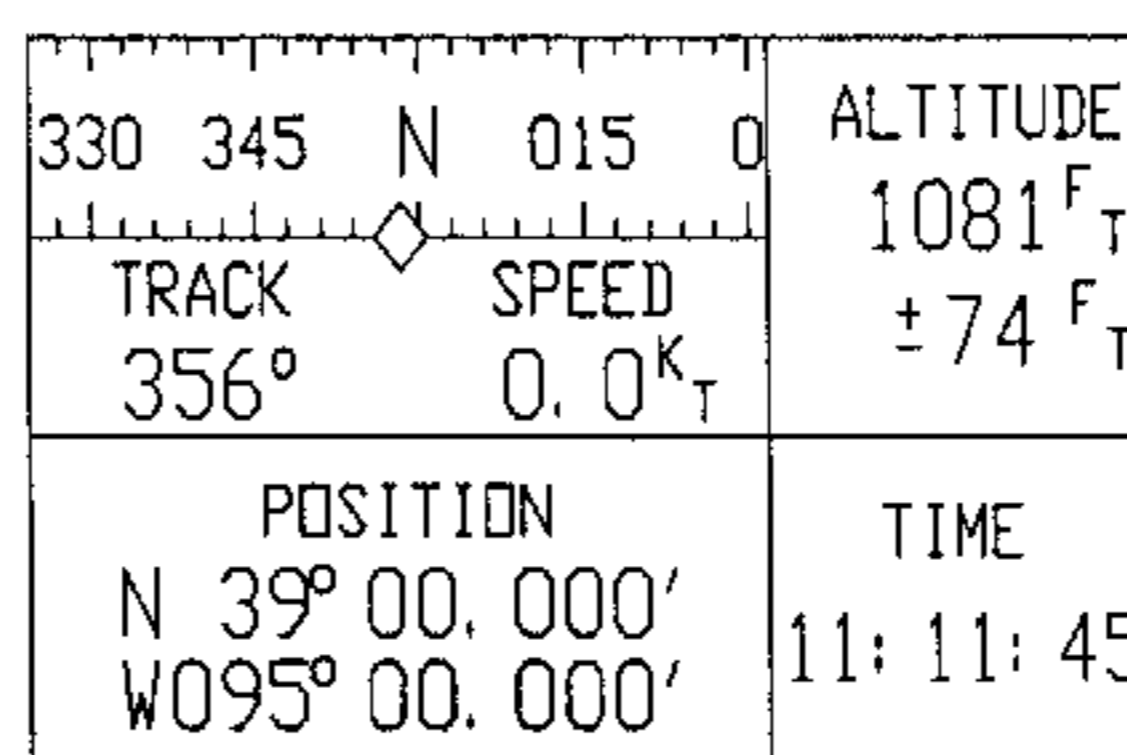 330 345 N 015 0
TRACK SPEED
356° 0.0 KT
ALTITUDE
1081 FT
±74 FT
POSITION
N 39° 00.000'
W095° 00.000'
TIME
11:11:45